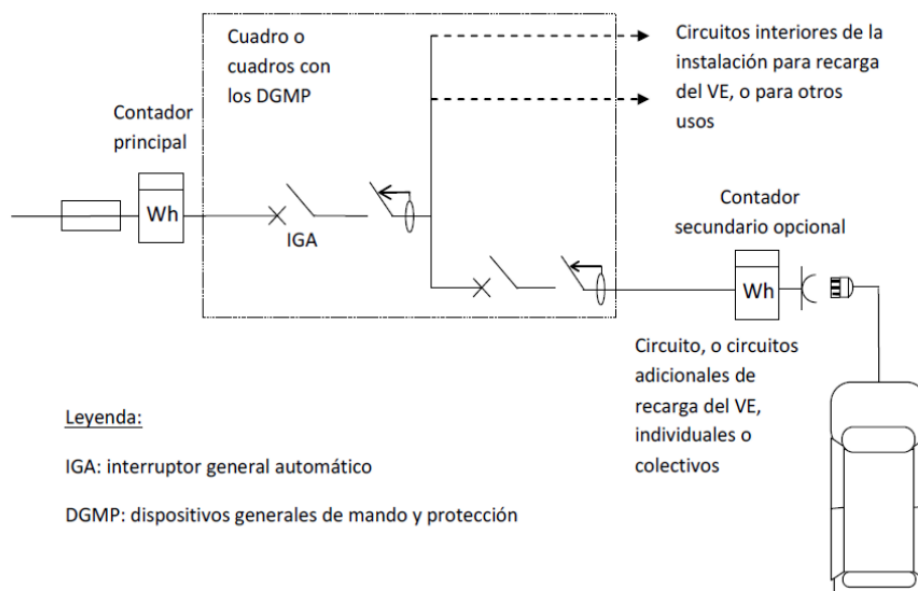 Cuadro o
cuadros con
los DGMP
Circuitos interiores de la
instalación para recarga
del VE, o para otros
usos
Contador
principal
Wh
IGA
Contador
secundario opcional
Wh
Circuito, o circuitos
adicionales de
recarga del VE,
individuales o
colectivos
Leyenda:
IGA: interruptor general automático
DGMP: dispositivos generales de mando y protección